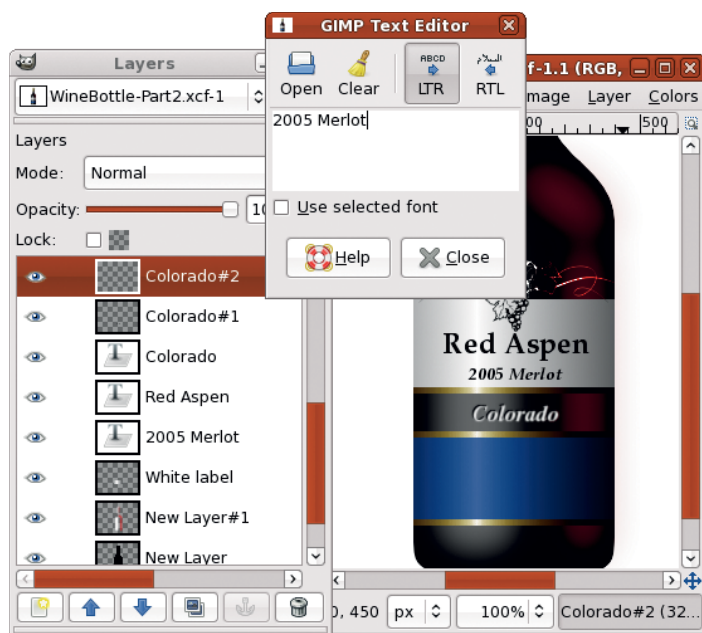 GIMP Text Editor
Open Clear LTR RTL
ABCD
السلام
2005 Merlot
Use selected font
Help Close
Layers
WineBottle-Part2.xcf-1
Layers
Mode: Normal
Opacity:
Lock:
Colorado#2
Colorado#1
Colorado
Red Aspen
2005 Merlot
White label
New Layer#1
New Layer
f-1.1 (RGB,
mage Layer Colors
00 500
Red Aspen
2005 Merlot
Colorado
0, 450 px 100% Colorado#2 (32...